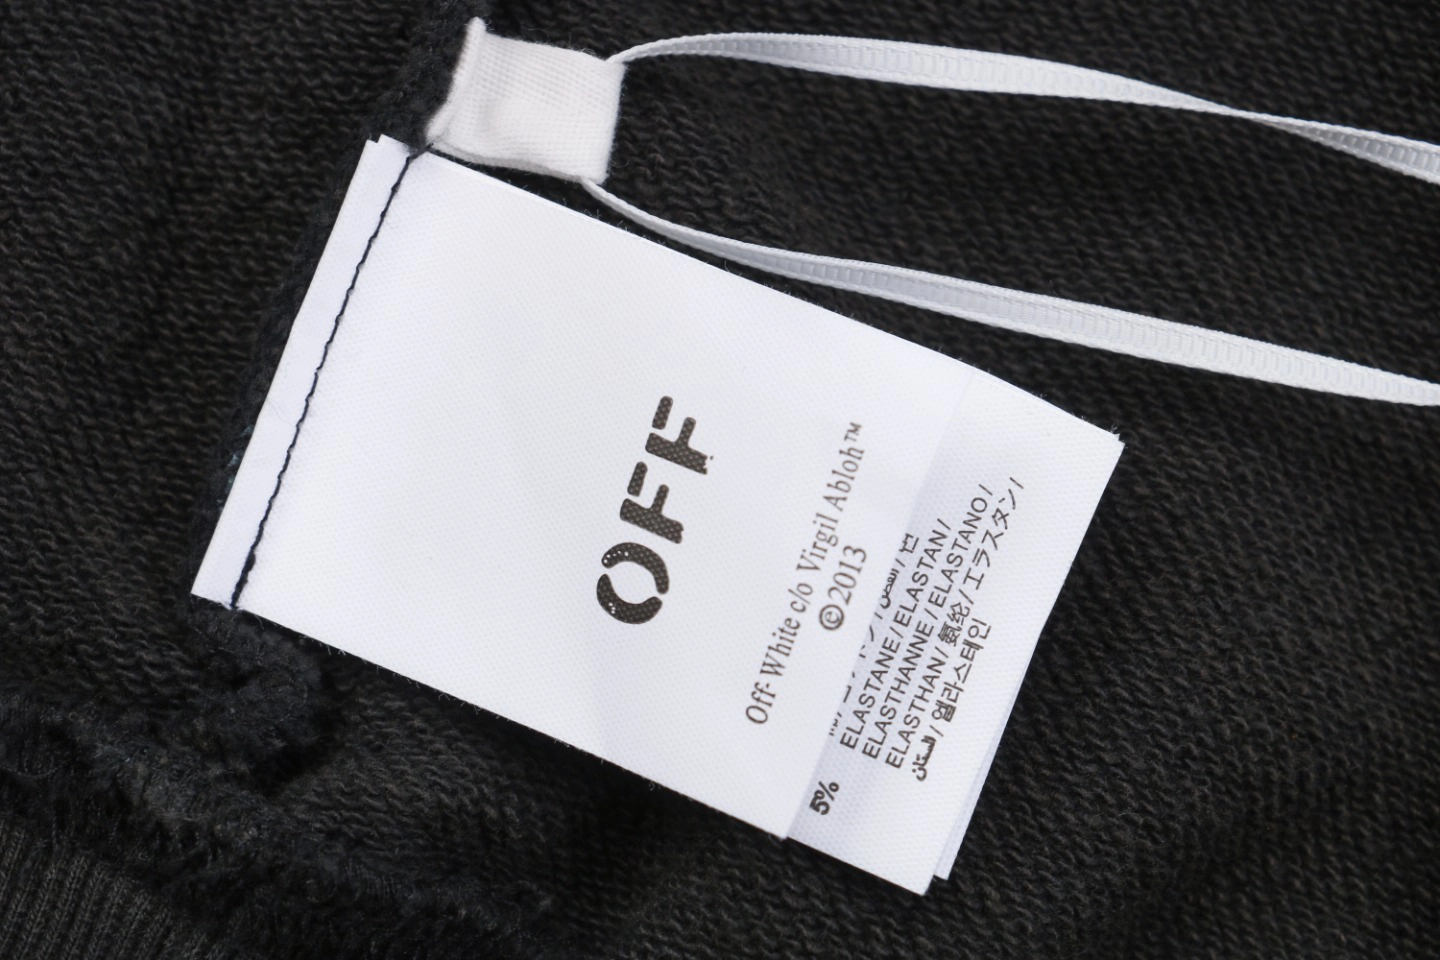 OFF
Off-White c/o Virgil Abloh™
©2013
5%
ELASTANE / ELASTAN /
ELASTHANNE / ELASTANO /
ELASTHAN / 氨纶 / エラスタン /
엘라스테인